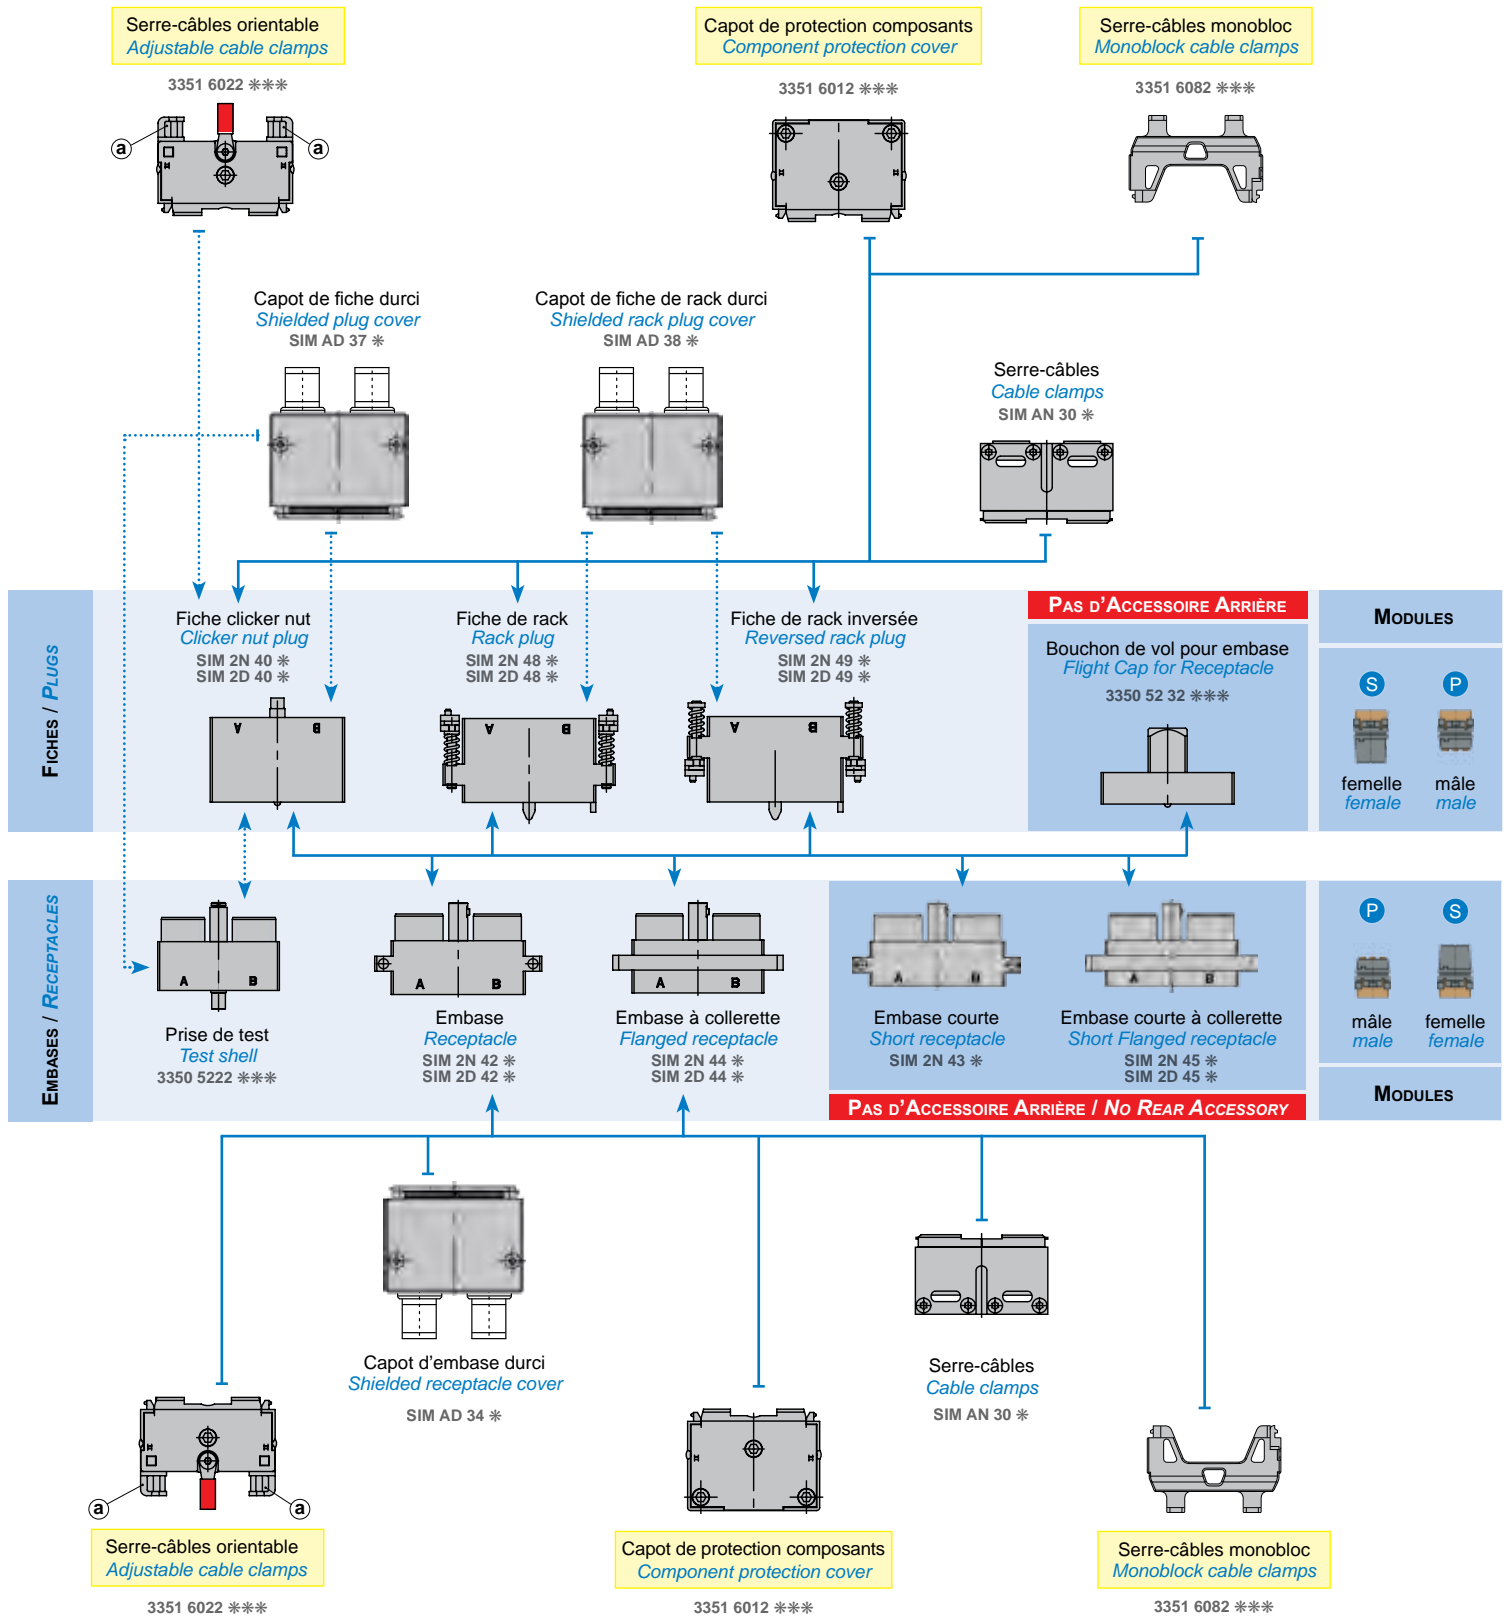 Serre-câbles orientable
Adjustable cable clamps
3351 6022 ✳✳✳
a
a
Capot de protection composants
Component protection cover
3351 6012 ✳✳✳
Serre-câbles monobloc
Monoblock cable clamps
3351 6082 ✳✳✳
Capot de fiche durci
Shielded plug cover
SIM AD 37 ✳
Capot de fiche de rack durci
Shielded rack plug cover
SIM AD 38 ✳
Serre-câbles
Cable clamps
SIM AN 30 ✳
FICHES / PLUGS
Fiche clicker nut
Clicker nut plug
SIM 2N 40 ✳
SIM 2D 40 ✳
A B
Fiche de rack
Rack plug
SIM 2N 48 ✳
SIM 2D 48 ✳
A B
Fiche de rack inversée
Reversed rack plug
SIM 2N 49 ✳
SIM 2D 49 ✳
A B
PAS D'ACCESSOIRE ARRIÈRE
Bouchon de vol pour embase
Flight Cap for Receptacle
3350 52 32 ✳✳✳
MODULES
S P
femelle
female
mâle
male
EMBASES / RECEPTACLES
A B
Prise de test
Test shell
3350 5222 ✳✳✳
A B
Embase
Receptacle
SIM 2N 42 ✳
SIM 2D 42 ✳
A B
Embase à collerette
Flanged receptacle
SIM 2N 44 ✳
SIM 2D 44 ✳
A B
Embase courte
Short receptacle
SIM 2N 43 ✳
A B
Embase courte à collerette
Short Flanged receptacle
SIM 2N 45 ✳
SIM 2D 45 ✳
PAS D'ACCESSOIRE ARRIÈRE / NO REAR ACCESSORY
P S
mâle
male
femelle
female
MODULES
Capot d'embase durci
Shielded receptacle cover
SIM AD 34 ✳
Serre-câbles
Cable clamps
SIM AN 30 ✳
a
a
Serre-câbles orientable
Adjustable cable clamps
3351 6022 ✳✳✳
Capot de protection composants
Component protection cover
3351 6012 ✳✳✳
Serre-câbles monobloc
Monoblock cable clamps
3351 6082 ✳✳✳